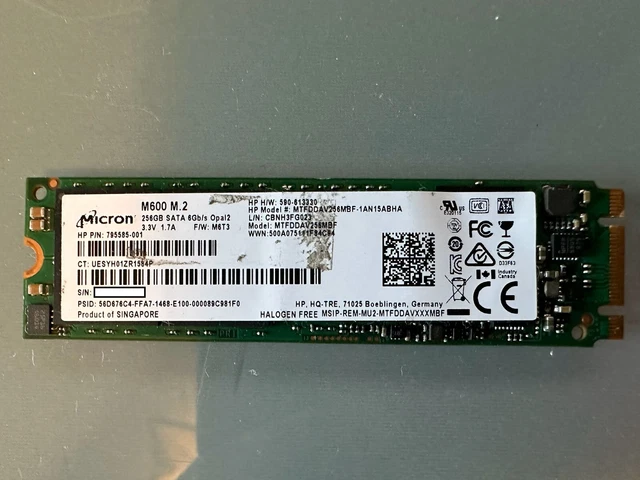 Micron
M600 M.2
256GB SATA 6Gb/s Opal2
3.3V 1.7A F/W: M6T3
HP P/N: 795585-001
HP H/W: 590-613330
HP Model #: MTFDDAV256MBF-1AN15ABHA
L/N: CBNH3FG023
Model: MTFDDAV256MBF
CT: UESYH01ZR1584P
S/N:
PSID: 56D676C4-FFA7-1468-E100-000089C981F0
Product of SINGAPORE
HP, HQ-TRE, 71025 Boeblingen, Germany
HALOGEN FREE MSIP-REM-MU2-MTFDDAVXXXMBF
FC
D33F63
Industry
Canada
CE